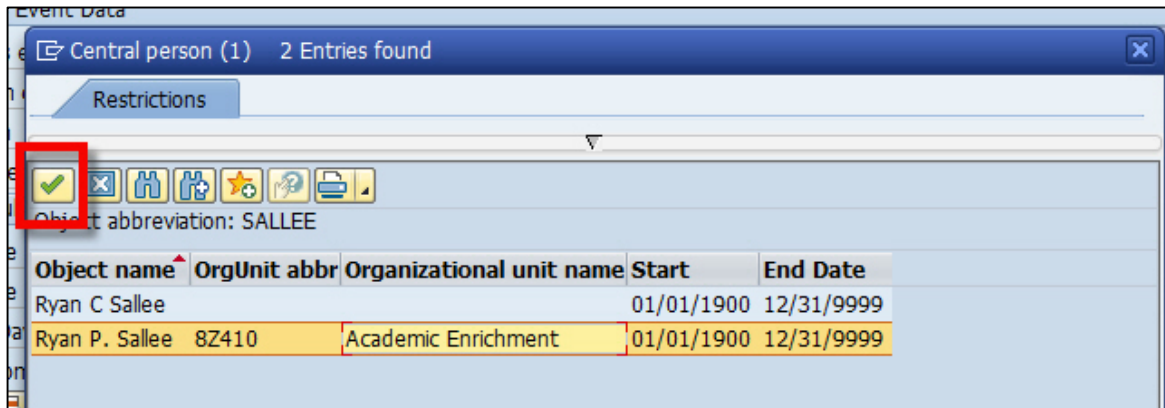 Event Data
Central person (1) 2 Entries found
Restrictions
Object abbreviation: SALLEE
Object name OrgUnit abbr Organizational unit name Start End Date
Ryan C Sallee 01/01/1900 12/31/9999
Ryan P. Sallee 8Z410 Academic Enrichment 01/01/1900 12/31/9999